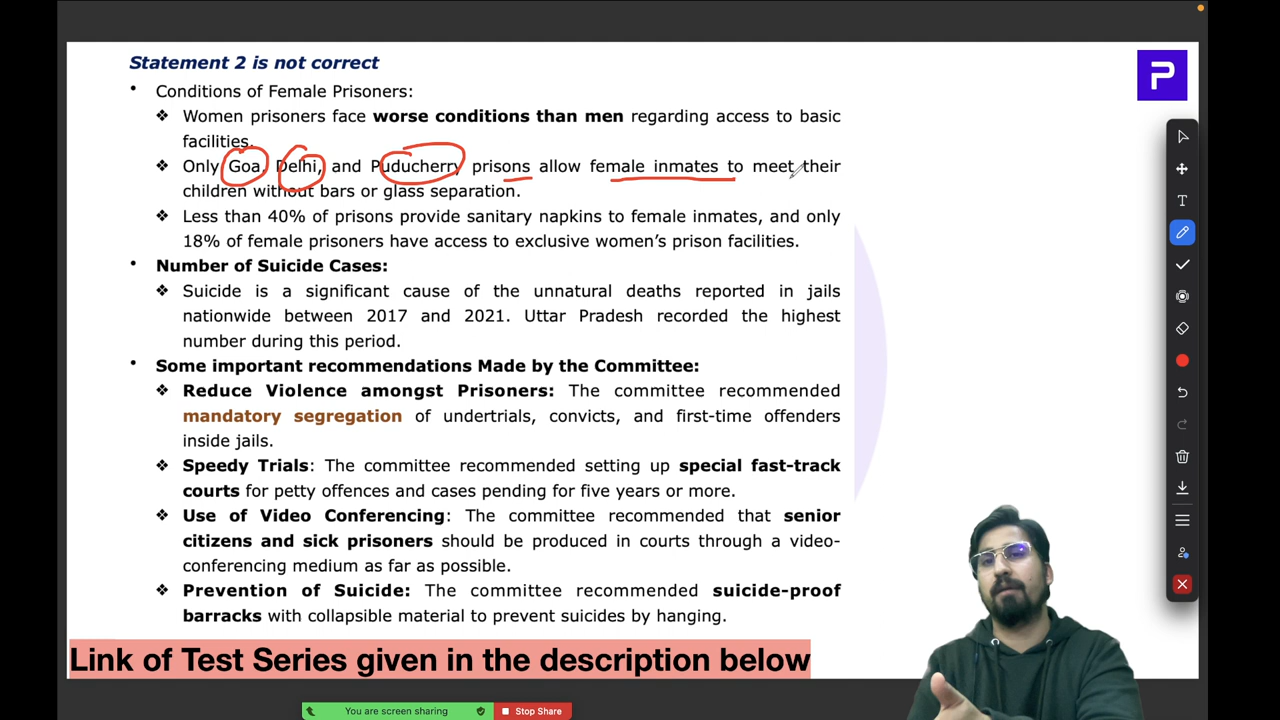 Statement 2 is not correct
• Conditions of Female Prisoners:
❖ Women prisoners face worse conditions than men regarding access to basic
facilities.
❖ Only Goa, Delhi, and Puducherry prisons allow female inmates to meet their
children without bars or glass separation.
❖ Less than 40% of prisons provide sanitary napkins to female inmates, and only
18% of female prisoners have access to exclusive women’s prison facilities.
• Number of Suicide Cases:
❖ Suicide is a significant cause of the unnatural deaths reported in jails
nationwide between 2017 and 2021. Uttar Pradesh recorded the highest
number during this period.
• Some important recommendations Made by the Committee:
❖ Reduce Violence amongst Prisoners: The committee recommended
mandatory segregation of undertrials, convicts, and first-time offenders
inside jails.
❖ Speedy Trials: The committee recommended setting up special fast-track
courts for petty offences and cases pending for five years or more.
❖ Use of Video Conferencing: The committee recommended that senior
citizens and sick prisoners should be produced in courts through a video-
conferencing medium as far as possible.
❖ Prevention of Suicide: The committee recommended suicide-proof
barracks with collapsible material to prevent suicides by hanging.
Link of Test Series given in the description below
You are screen sharing
Stop Share
P
T